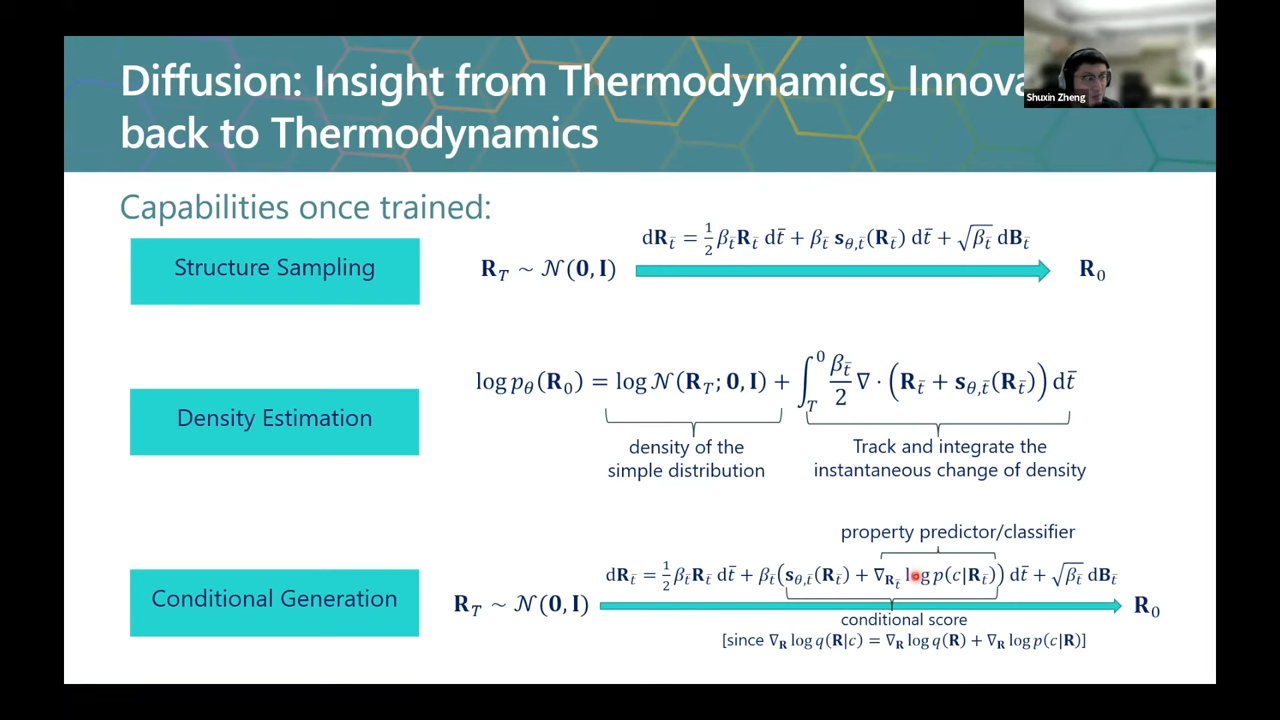 Diffusion: Insight from Thermodynamics, Innova
back to Thermodynamics
Shuxin Zheng
Capabilities once trained:
Structure Sampling
d𝐑_t̄ = ½ β_t̄ 𝐑_t̄ dt̄ + β_t̄ 𝐬_θ,t̄(𝐑_t̄) dt̄ + √β_t̄ d𝐁_t̄
𝐑_T ~ 𝒩(𝟎, 𝐈)
𝐑_0
Density Estimation
log p_θ(𝐑_0) = log 𝒩(𝐑_T; 𝟎, 𝐈) + ∫_T^0 β_t̄/2 ∇ · (𝐑_t̄ + 𝐬_θ,t̄(𝐑_t̄)) dt̄
density of the
simple distribution
Track and integrate the
instantaneous change of density
property predictor/classifier
Conditional Generation
d𝐑_t̄ = ½ β_t̄ 𝐑_t̄ dt̄ + β_t̄(𝐬_θ,t̄(𝐑_t̄) + ∇_𝐑_t̄ log p(c|𝐑_t̄)) dt̄ + √β_t̄ d𝐁_t̄
𝐑_T ~ 𝒩(𝟎, 𝐈)
𝐑_0
conditional score
[since ∇_𝐑 log q(𝐑|c) = ∇_𝐑 log q(𝐑) + ∇_𝐑 log p(c|𝐑)]